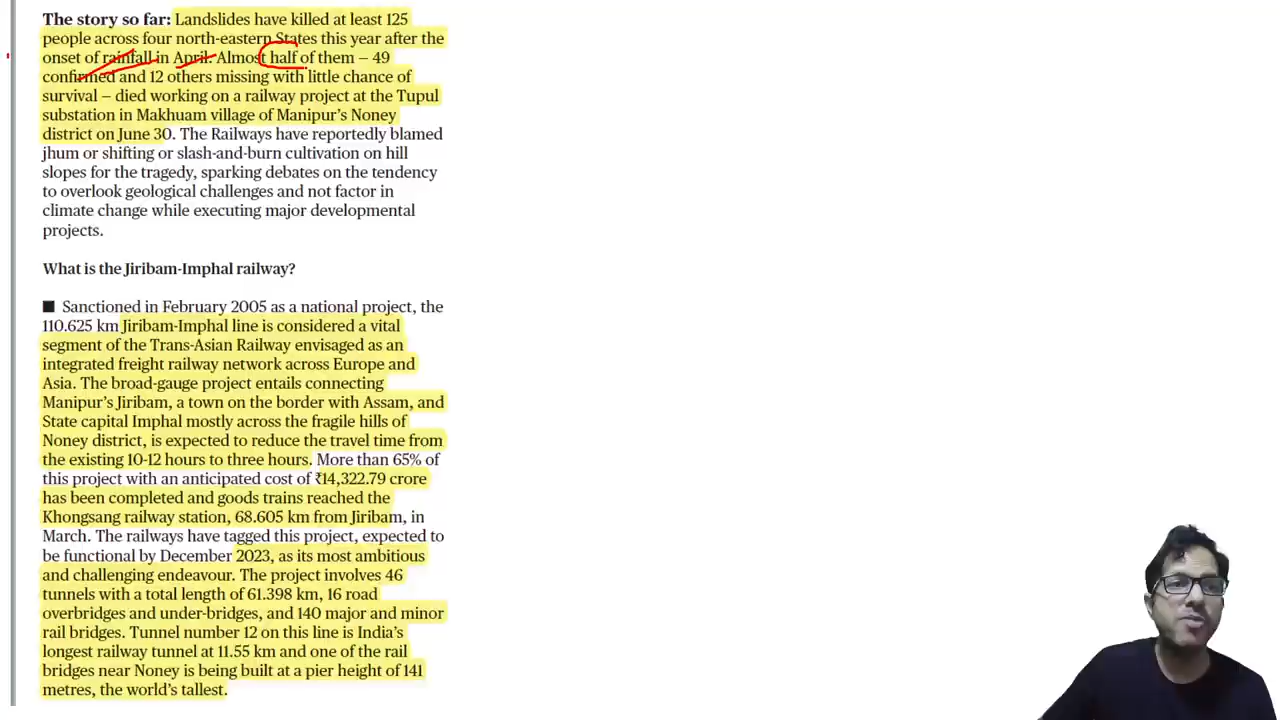 The story so far: Landslides have killed at least 125
people across four north-eastern States this year after the
onset of rainfall in April. Almost half of them – 49
confirmed and 12 others missing with little chance of
survival – died working on a railway project at the Tupul
substation in Makhuam village of Manipur's Noney
district on June 30. The Railways have reportedly blamed
jhum or shifting or slash-and-burn cultivation on hill
slopes for the tragedy, sparking debates on the tendency
to overlook geological challenges and not factor in
climate change while executing major developmental
projects.
What is the Jiribam-Imphal railway?
■ Sanctioned in February 2005 as a national project, the
110.625 km Jiribam-Imphal line is considered a vital
segment of the Trans-Asian Railway envisaged as an
integrated freight railway network across Europe and
Asia. The broad-gauge project entails connecting
Manipur's Jiribam, a town on the border with Assam, and
State capital Imphal mostly across the fragile hills of
Noney district, is expected to reduce the travel time from
the existing 10-12 hours to three hours. More than 65% of
this project with an anticipated cost of ₹14,322.79 crore
has been completed and goods trains reached the
Khongsang railway station, 68.605 km from Jiribam, in
March. The railways have tagged this project, expected to
be functional by December 2023, as its most ambitious
and challenging endeavour. The project involves 46
tunnels with a total length of 61.398 km, 16 road
overbridges and under-bridges, and 140 major and minor
rail bridges. Tunnel number 12 on this line is India's
longest railway tunnel at 11.55 km and one of the rail
bridges near Noney is being built at a pier height of 141
metres, the world's tallest.